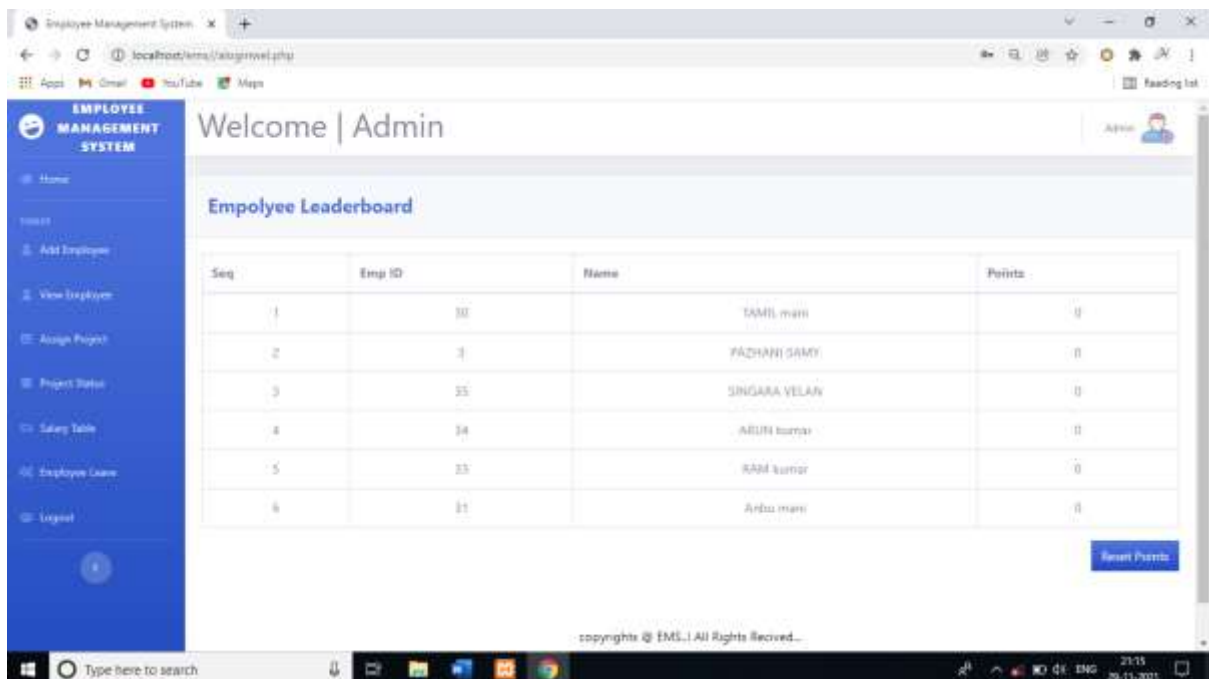 Employee Management System
localhost/ems//aloginwel.php
Apps Gmail YouTube Maps Reading list
EMPLOYEE
MANAGEMENT
SYSTEM
Welcome | Admin
Admin
Home
Empolyee Leaderboard
Add Employee
View Employee
Assign Project
Project Status
Salary Table
Employee Leave
Logout
Seq Emp ID Name Points
1 30 TAMIL mani 0
2 3 PAZHANI SAMY 0
3 35 SINGARA VELAN 0
4 34 ARUN kumar 0
5 33 RAM kumar 0
6 31 Anbu mani 0
Reset Points
copyrights @ EMS..! All Rights Recived...
Type here to search
ENG
21:15
29-11-2021